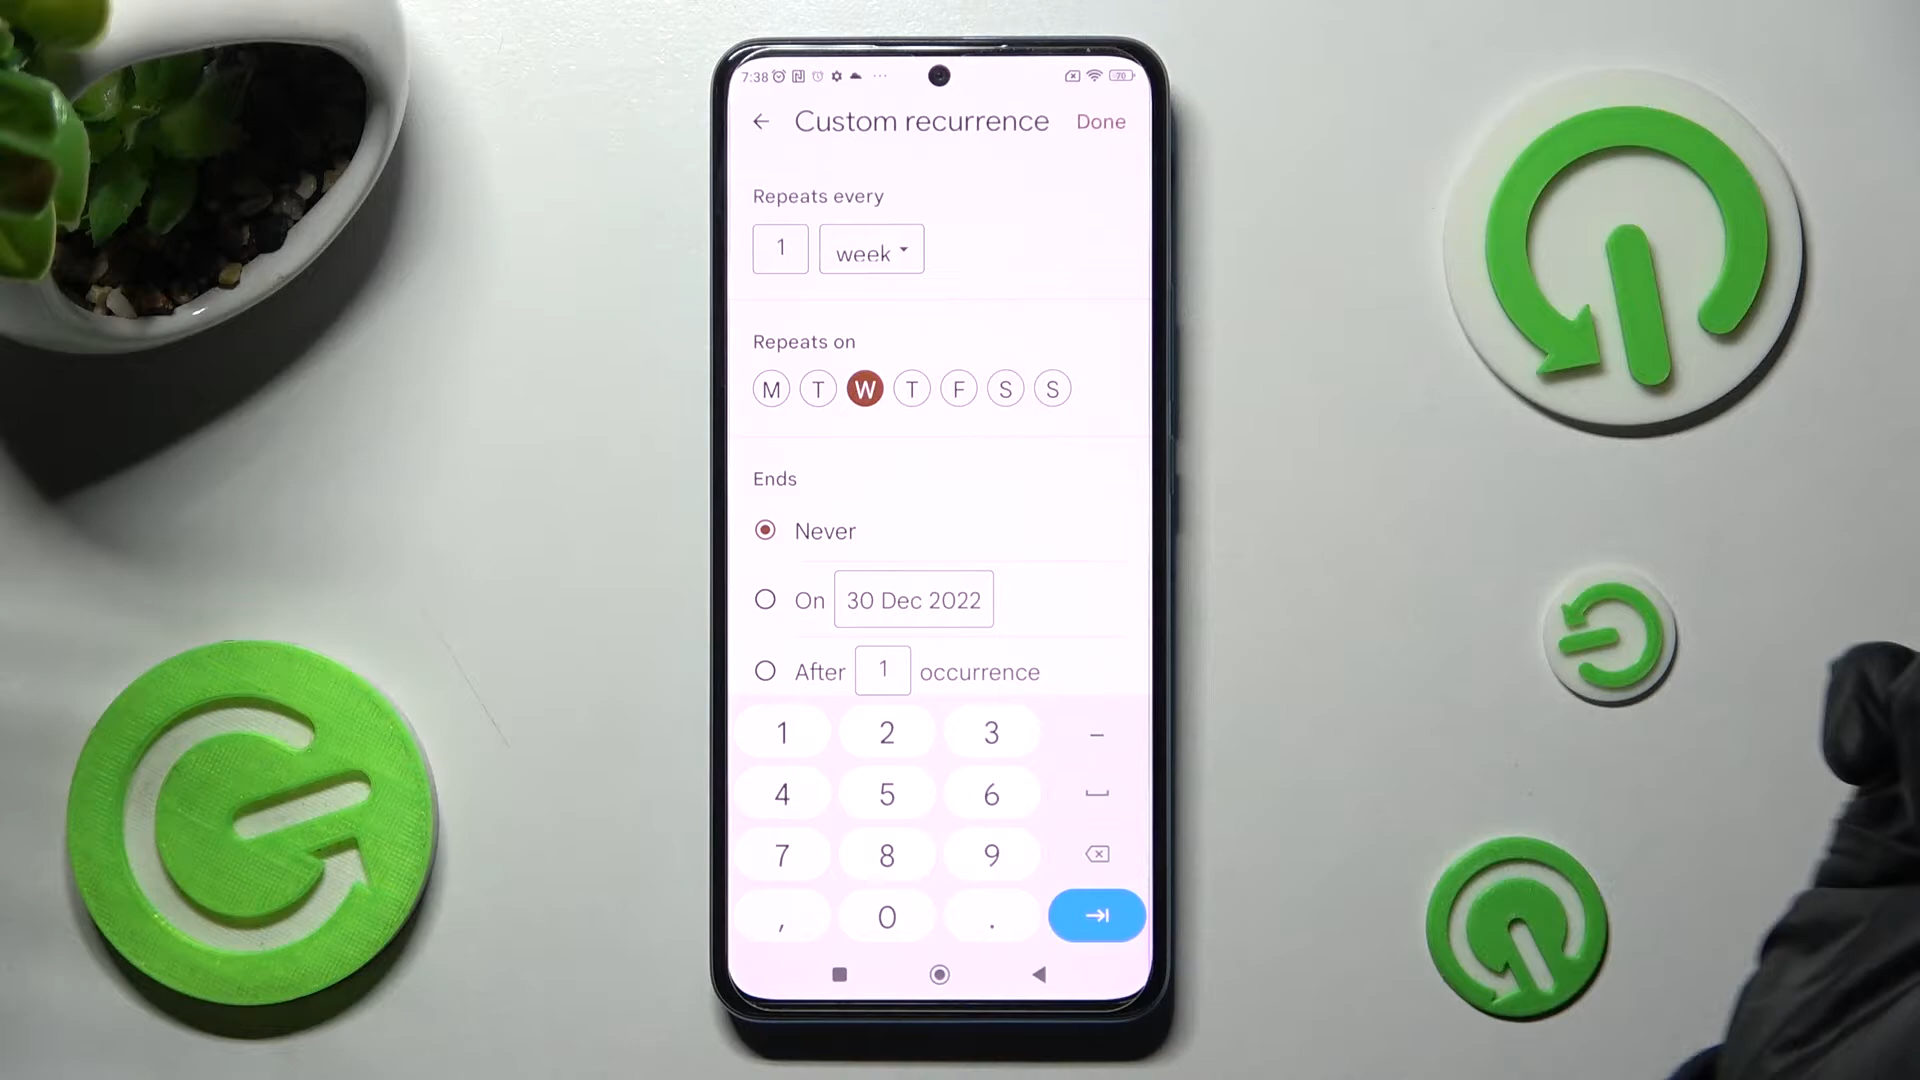 7:38 70
Custom recurrence Done
Repeats every
1 week
Repeats on
M T W T F S S
Ends
Never
On 30 Dec 2022
After 1 occurrence
1 2 3 -
4 5 6
7 8 9
, 0 .